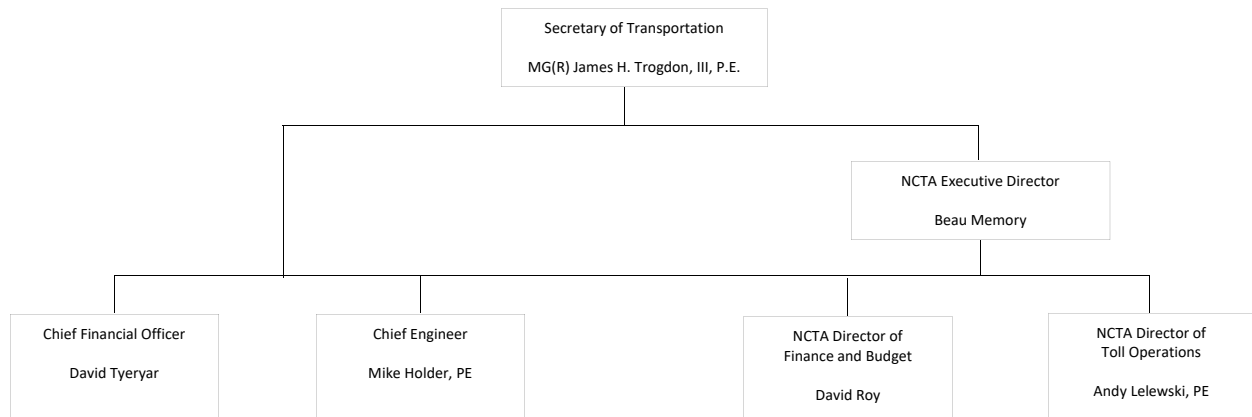 Secretary of Transportation
MG(R) James H. Trogdon, III, P.E.
NCTA Executive Director
Beau Memory
Chief Financial Officer
David Tyeryar
Chief Engineer
Mike Holder, PE
NCTA Director of
Finance and Budget
David Roy
NCTA Director of
Toll Operations
Andy Lelewski, PE